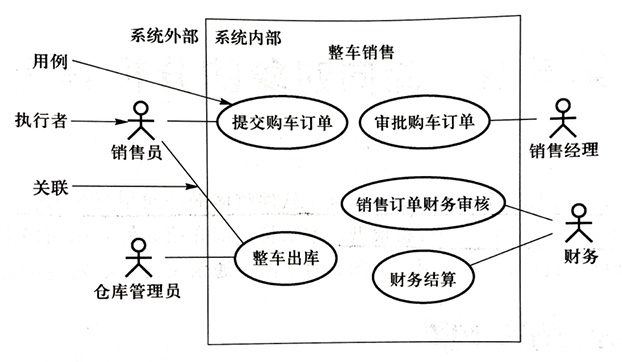 系统外部
系统内部
整车销售
用例
执行者
提交购车订单
审批购车订单
销售员
销售经理
关联
销售订单财务审核
整车出库
财务
仓库管理员
财务结算